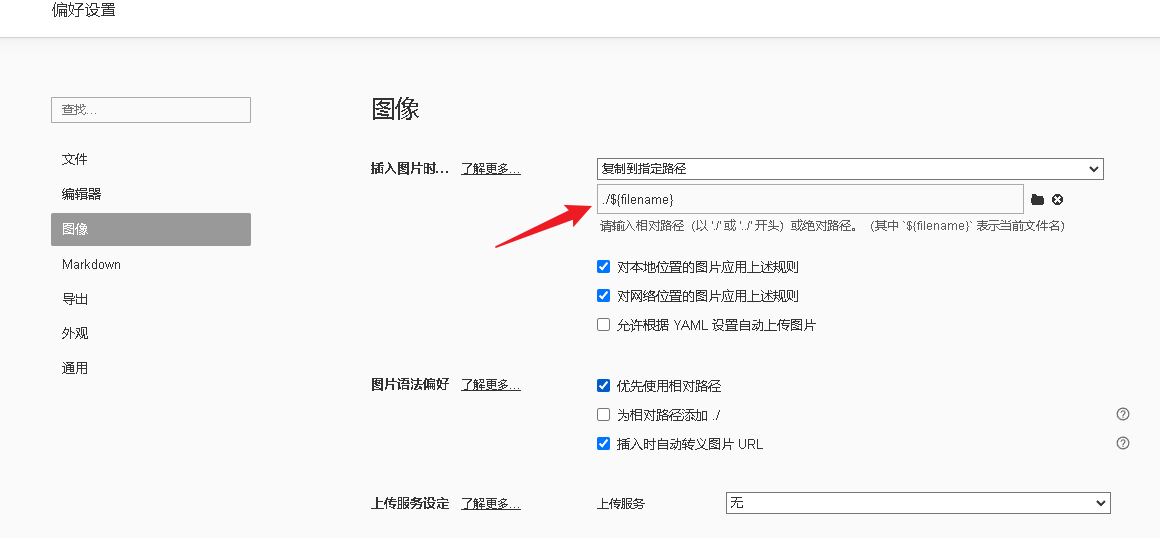 偏好设置
查找...
文件
编辑器
图像
Markdown
导出
外观
通用
图像
插入图片时... 了解更多... 复制到指定路径
./${filename}
请输入相对路径（以 './' 或 '../' 开头）或绝对路径。（其中 `${filename}` 表示当前文件名)
对本地位置的图片应用上述规则
对网络位置的图片应用上述规则
允许根据 YAML 设置自动上传图片
图片语法偏好 了解更多... 优先使用相对路径
为相对路径添加 ./
插入时自动转义图片 URL
上传服务设定 了解更多... 上传服务 无